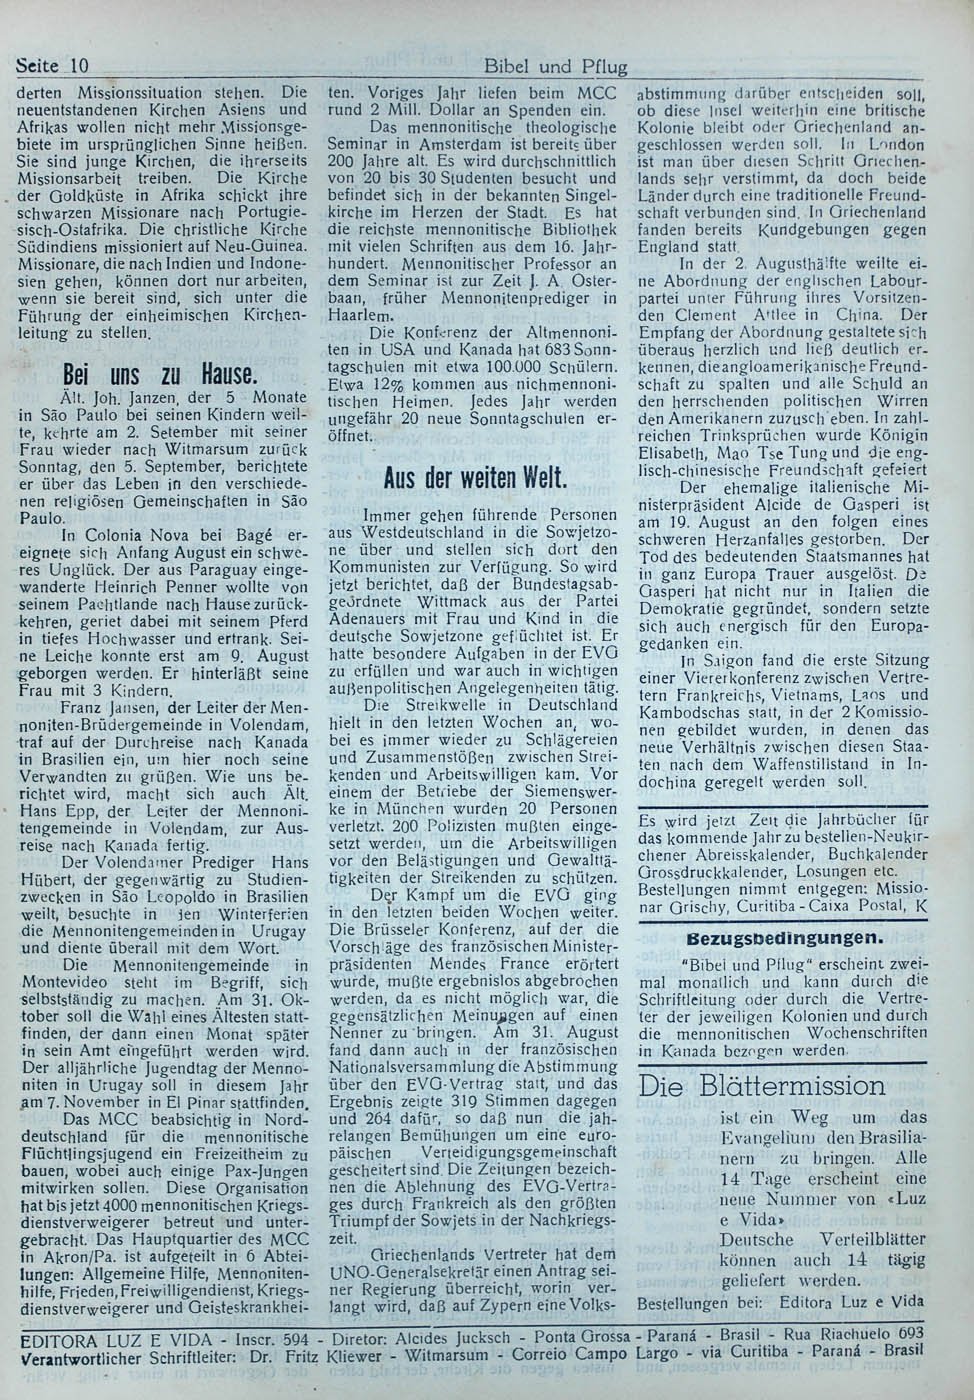 Seite 10
Bibel und Pflug
derten Missionssituation stehen. Die
neuentstandenen Kirchen Asiens und
Afrikas wollen nicht mehr Missionsge-
biete im ursprünglichen Sinne heißen.
Sie sind junge Kirchen, die ihrerseits
Missionsarbeit treiben. Die Kirche
der Goldküste in Afrika schickt ihre
schwarzen Missionare nach Portugie-
sisch-Ostafrika. Die christliche Kirche
Südindiens missioniert auf Neu-Guinea.
Missionare, die nach Indien und Indone-
sien gehen, können dort nur arbeiten,
wenn sie bereit sind, sich unter die
Führung der einheimischen Kirchen-
leitung zu stellen.
Bei uns zu Hause.
Ält. Joh. Janzen, der 5 Monate
in São Paulo bei seinen Kindern weil-
te, kehrte am 2. Setember mit seiner
Frau wieder nach Witmarsum zurück
Sonntag, den 5. September, berichtete
er über das Leben in den verschiede-
nen religiösen Gemeinschaften in São
Paulo.
In Colonia Nova bei Bagé er-
eignete sich Anfang August ein schwe-
res Unglück. Der aus Paraguay einge-
wanderte Heinrich Penner wollte von
seinem Pachtlande nach Hause zurück-
kehren, geriet dabei mit seinem Pferd
in tiefes Hochwasser und ertrank. Sei-
ne Leiche konnte erst am 9. August
geborgen werden. Er hinterläßt seine
Frau mit 3 Kindern.
Franz Jansen, der Leiter der Men-
noniten-Brüdergemeinde in Volendam,
traf auf der Durchreise nach Kanada
in Brasilien ein, um hier noch seine
Verwandten zu grüßen. Wie uns be-
richtet wird, macht sich auch Ält.
Hans Epp, der Leiter der Mennoni-
tengemeinde in Volendam, zur Aus-
reise nach Kanada fertig.
Der Volendamer Prediger Hans
Hübert, der gegenwärtig zu Studien-
zwecken in São Leopoldo in Brasilien
weilt, besuchte in den Winterferien
die Mennonitengemeinden in Urugay
und diente überall mit dem Wort.
Die Mennonitengemeinde in
Montevideo steht im Begriff, sich
selbstständig zu machen. Am 31. Ok-
tober soll die Wahl eines Ältesten statt-
finden, der dann einen Monat später
in sein Amt eingeführt werden wird.
Der alljährliche Jugendtag der Menno-
niten in Urugay soll in diesem Jahr
am 7. November in El Pinar stattfinden.
Das MCC beabsichtig in Nord-
deutschland für die mennonitische
Flüchtlingsjugend ein Freizeitheim zu
bauen, wobei auch einige Pax-Jungen
mitwirken sollen. Diese Organisation
hat bis jetzt 4000 mennonitischen Kriegs-
dienstverweigerer betreut und unter-
gebracht. Das Hauptquartier des MCC
in Akron/Pa. ist aufgeteilt in 6 Abtei-
lungen: Allgemeine Hilfe, Mennoniten-
hilfe, Frieden, Freiwilligendienst, Kriegs-
dienstverweigerer und Geisteskrankhei-
ten. Voriges Jahr liefen beim MCC
rund 2 Mill. Dollar an Spenden ein.
Das mennonitische theologische
Seminar in Amsterdam ist bereits über
200 Jahre alt. Es wird durchschnittlich
von 20 bis 30 Studenten besucht und
befindet sich in der bekannten Singel-
kirche im Herzen der Stadt. Es hat
die reichste mennonitische Bibliothek
mit vielen Schriften aus dem 16. Jahr-
hundert. Mennonitischer Professor an
dem Seminar ist zur Zeit J. A. Oster-
baan, früher Mennonitenprediger in
Haarlem.
Die Konferenz der Altmennoni-
ten in USA und Kanada hat 683 Sonn-
tagschulen mit etwa 100.000 Schülern.
Etwa 12% kommen aus nichmennoni-
tischen Heimen. Jedes Jahr werden
ungefähr 20 neue Sonntagschulen er-
öffnet.
Aus der weiten Welt.
Immer gehen führende Personen
aus Westdeutschland in die Sowjetzo-
ne über und stellen sich dort den
Kommunisten zur Verfügung. So wird
jetzt berichtet, daß der Bundestagsab-
geordnete Wittmack aus der Partei
Adenauers mit Frau und Kind in die
deutsche Sowjetzone geflüchtet ist. Er
hatte besondere Aufgaben in der EVG
zu erfüllen und war auch in wichtigen
außenpolitischen Angelegenheiten tätig.
Die Streikwelle in Deutschland
hielt in den letzten Wochen an, wo-
bei es immer wieder zu Schlägereien
und Zusammenstößen zwischen Strei-
kenden und Arbeitswilligen kam. Vor
einem der Betriebe der Siemenswer-
ke in München wurden 20 Personen
verletzt. 200 Polizisten mußten einge-
setzt werden, um die Arbeitswilligen
vor den Belästigungen und Gewalttä-
tigkeiten der Streikenden zu schützen.
Der Kampf um die EVG ging
in den letzten beiden Wochen weiter.
Die Brüsseler Konferenz, auf der die
Vorschläge des französischen Minister-
präsidenten Mendes France erörtert
wurde, mußte ergebnislos abgebrochen
werden, da es nicht möglich war, die
gegensätzlichen Meinungen auf einen
Nenner zu bringen. Am 31. August
fand dann auch in der französischen
Nationalsversammlung die Abstimmung
über den EVG-Vertrag statt, und das
Ergebnis zeigte 319 Stimmen dagegen
und 264 dafür, so daß nun die jah-
relangen Bemühungen um eine euro-
päischen Verteidigungsgemeinschaft
gescheitert sind. Die Zeitungen bezeich-
nen die Ablehnung des EVG-Vertra-
ges durch Frankreich als den größten
Triumpf der Sowjets in der Nachkriegs-
zeit.
Griechenlands Vertreter hat dem
UNO-Generalsekretär einen Antrag sei-
ner Regierung überreicht, worin ver-
langt wird, daß auf Zypern eine Volks-
abstimmung darüber entscheiden soll,
ob diese Insel weiterhin eine britische
Kolonie bleibt oder Griechenland an-
geschlossen werden soll. In London
ist man über diesen Schritt Griechen-
lands sehr verstimmt, da doch beide
Länder durch eine traditionelle Freund-
schaft verbunden sind. In Griechenland
fanden bereits Kundgebungen gegen
England statt.
In der 2. Augusthälfte weilte ei-
ne Abordnung der englischen Labour-
partei unter Führung ihres Vorsitzen-
den Clement Attlee in China. Der
Empfang der Abordnung gestaltete sich
überaus herzlich und ließ deutlich er-
kennen, die angloamerikanische Freund-
schaft zu spalten und alle Schuld an
den herrschenden politischen Wirren
den Amerikanern zuzusch eben. In zahl-
reichen Trinksprüchen wurde Königin
Elisabeth, Mao Tse Tung und die eng-
lisch-chinesische Freundschaft gefeiert
Der ehemalige italienische Mi-
nisterpräsident Alcide de Gasperi ist
am 19. August an den folgen eines
schweren Herzanfalles gestorben. Der
Tod des bedeutenden Staatsmannes hat
in ganz Europa Trauer ausgelöst. De
Gasperi hat nicht nur in Italien die
Demokratie gegründet, sondern setzte
sich auch energisch für den Europa-
gedanken ein.
In Saigon fand die erste Sitzung
einer Viererkonferenz zwischen Vertre-
tern Frankreichs, Vietnams, Laos und
Kambodschas statt, in der 2 Komissio-
nen gebildet wurden, in denen das
neue Verhältnis zwischen diesen Staa-
ten nach dem Waffenstillstand in In-
dochina geregelt werden soll.
Es wird jetzt Zeit die Jahrbücher für
das kommende Jahr zu bestellen-Neukir-
chener Abreisskalender, Buchkalender
Grossdruckkalender, Losungen etc.
Bestellungen nimmt entgegen: Missio-
nar Grischy, Curitiba - Caixa Postal, K
Bezugsbedingungen.
"Bibel und Pflug" erscheint zwei-
mal monatlich und kann durch die
Schriftleitung oder durch die Vertre-
ter der jeweiligen Kolonien und durch
die mennonitischen Wochenschriften
in Kanada bezogen werden.
Die Blättermission
ist ein Weg um das
Evangelium den Brasilia-
nern zu bringen. Alle
14 Tage erscheint eine
neue Nummer von «Luz
e Vida»
Deutsche Verteilblätter
können auch 14 tägig
geliefert werden.
Bestellungen bei: Editora Luz e Vida
EDITORA LUZ E VIDA - Inscr. 594 - Diretor: Alcides Jucksch - Ponta Grossa - Paraná - Brasil - Rua Riachuelo 693
Verantwortlicher Schriftleiter: Dr. Fritz Kliewer - Witmarsum - Correio Campo Largo - via Curitiba - Paraná - Brasil